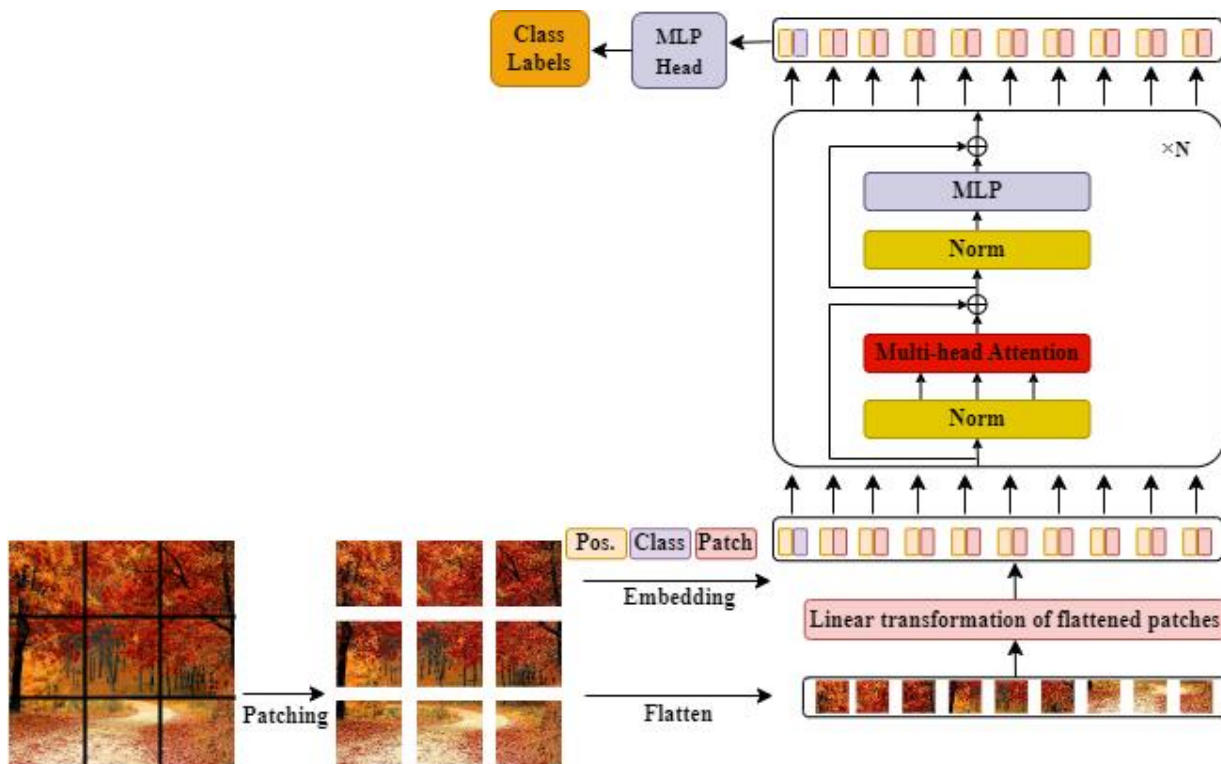 Class
Labels
MLP
Head
×N
MLP
Norm
Multi-head Attention
Norm
Pos.
Class
Patch
Embedding
Linear transformation of flattened patches
Patching
Flatten